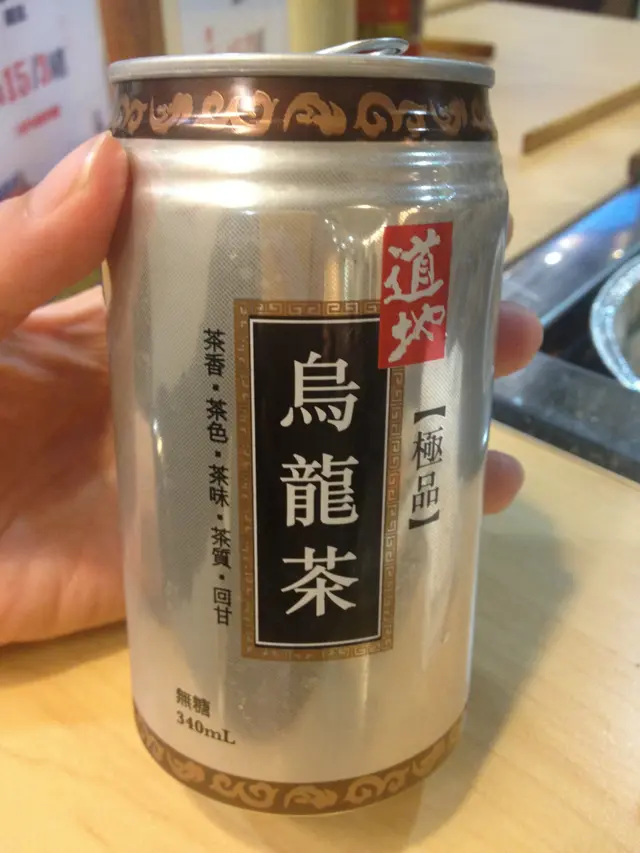 道地
【極品】
烏龍茶
茶香・茶色・茶味・茶質・回甘
無糖
340mL